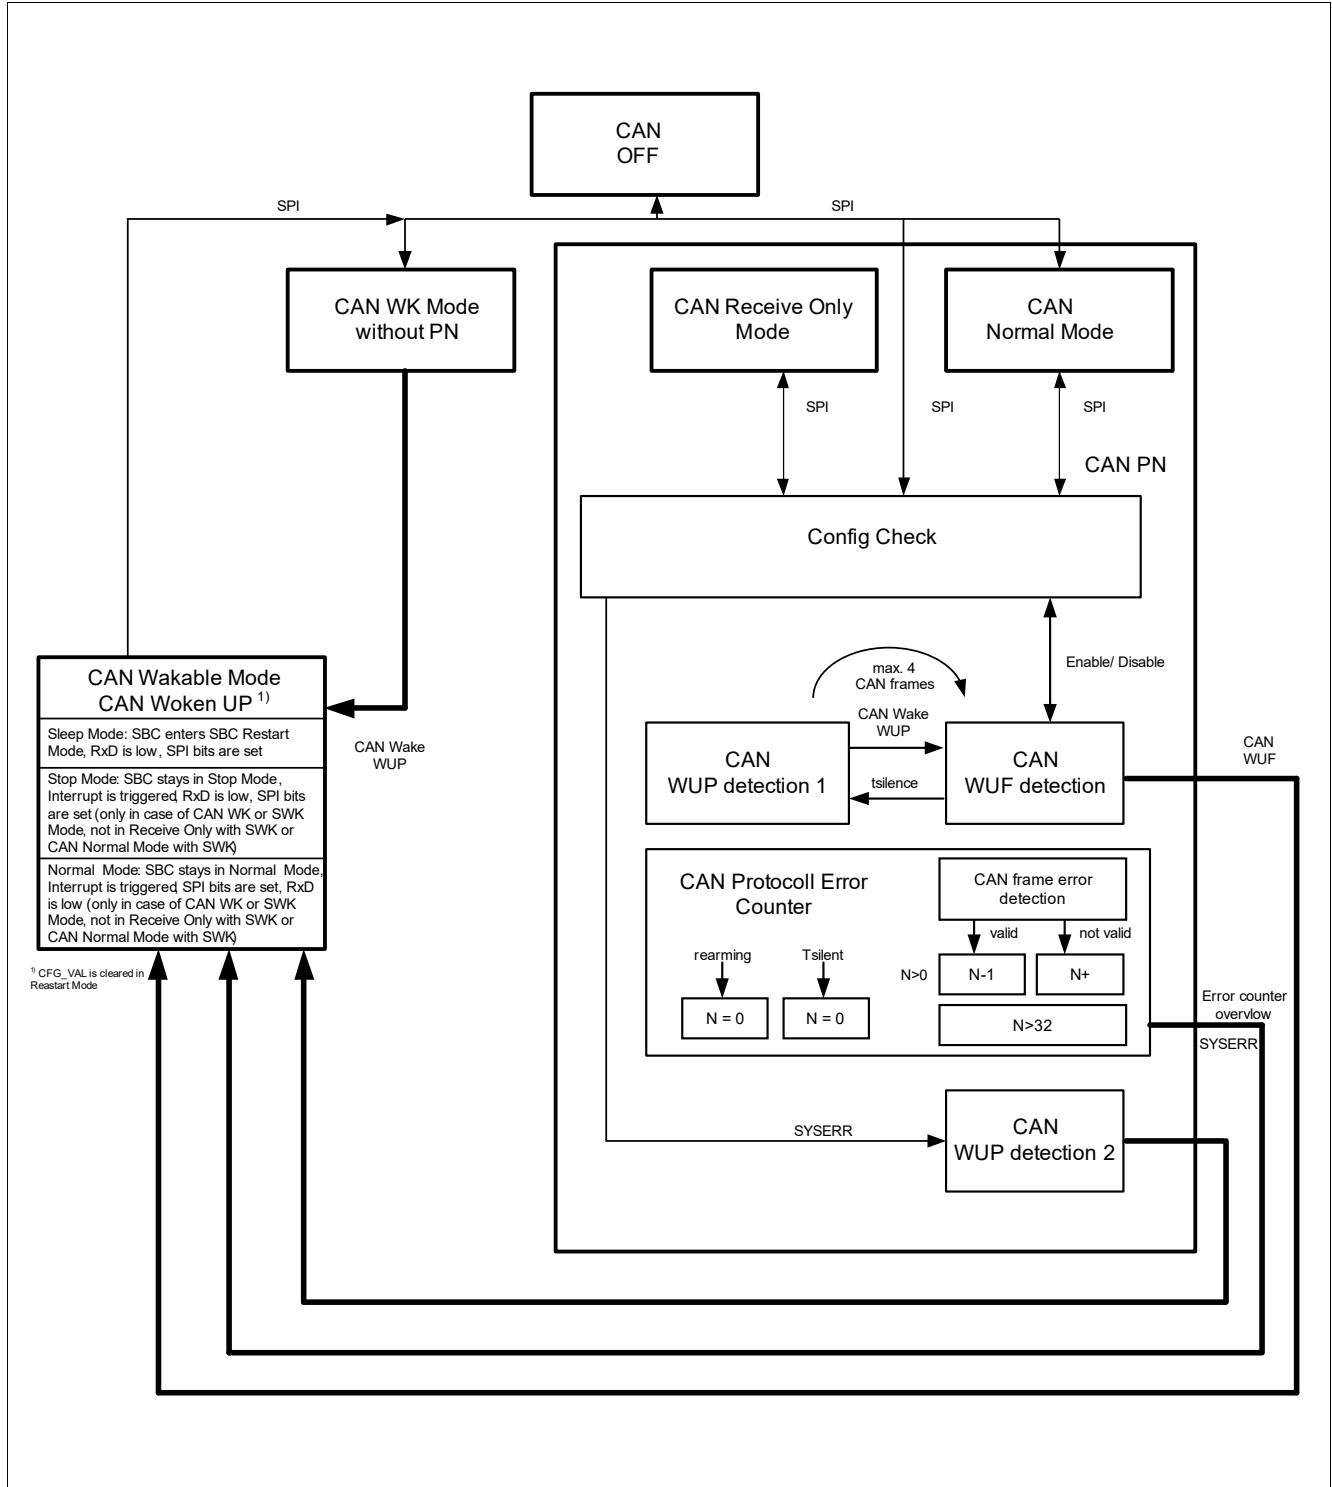 CAN
OFF
SPI
SPI
CAN WK Mode
without PN
CAN Receive Only
Mode
CAN
Normal Mode
SPI
SPI
SPI
CAN PN
Config Check
Enable/ Disable
max. 4
CAN frames
CAN Wake
WUP
CAN
WUP detection 1
tsilence
CAN
WUF detection
CAN
WUF
CAN Wakable Mode
CAN Woken UP 1)
Sleep Mode: SBC enters SBC Restart
Mode, RxD is low, SPI bits are set
Stop Mode: SBC stays in Stop Mode,
Interrupt is triggered, RxD is low, SPI bits
are set (only in case of CAN WK or SWK
Mode, not in Receive Only with SWK or
CAN Normal Mode with SWK)
Normal Mode: SBC stays in Normal Mode,
Interrupt is triggered, SPI bits are set, RxD
is low (only in case of CAN WK or SWK
Mode, not in Receive Only with SWK or
CAN Normal Mode with SWK)
1) CFG_VAL is cleared in
Reastart Mode
CAN Wake
WUP
CAN Protocoll Error
Counter
CAN frame error
detection
valid
not valid
rearming
Tsilent
N>0
N-1
N+
N = 0
N = 0
N>32
Error counter
overvlow
SYSERR
SYSERR
CAN
WUP detection 2